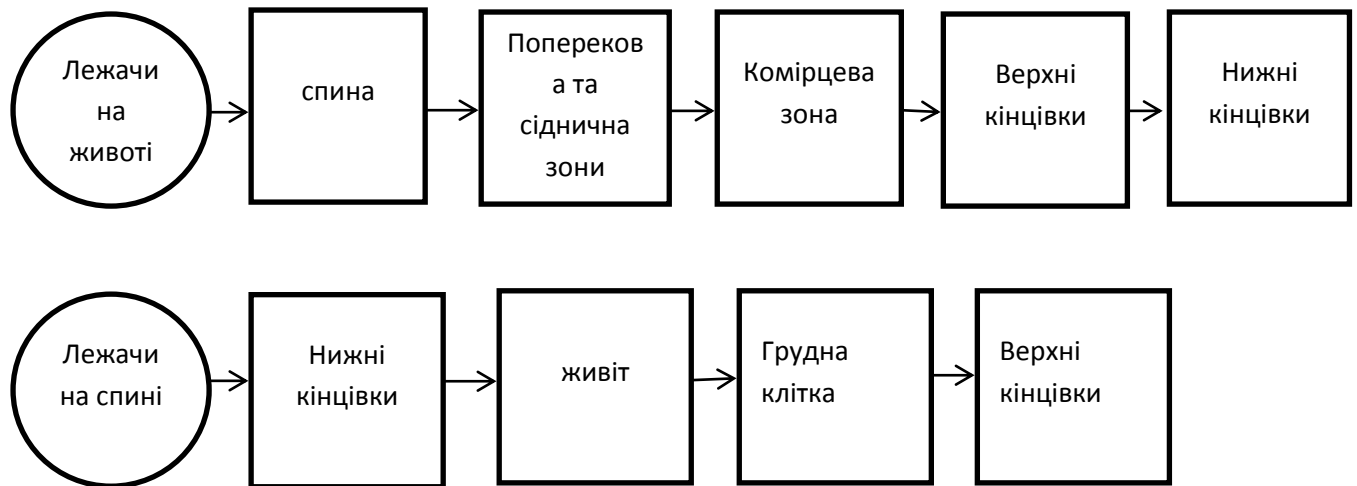 Лежачи
на
животі
спина
Попереков
а та
сіднична
зони
Комірцева
зона
Верхні
кінцівки
Нижні
кінцівки
Лежачи
на спині
Нижні
кінцівки
живіт
Грудна
клітка
Верхні
кінцівки